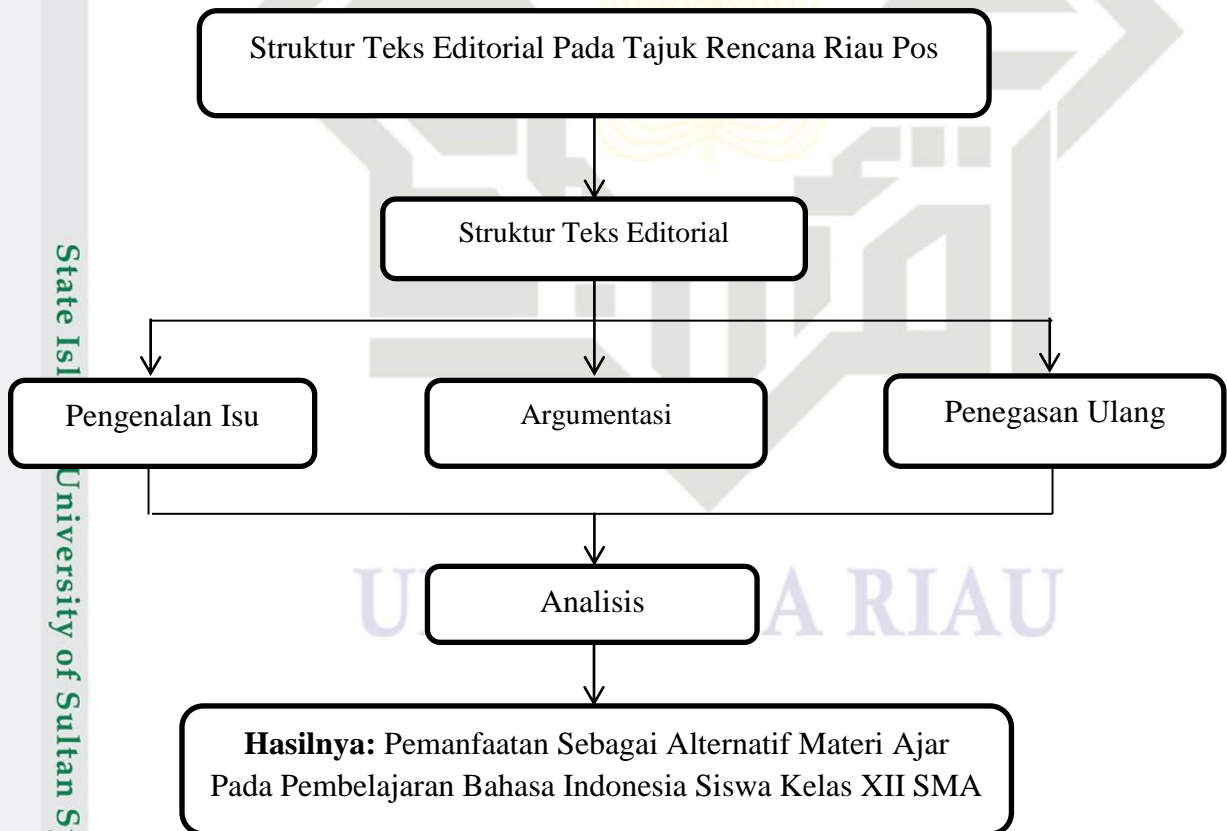 Struktur Teks Editorial Pada Tajuk Rencana Riau Pos
Struktur Teks Editorial
Pengenalan Isu
Argumentasi
Penegasan Ulang
Analisis
Hasilnya: Pemanfaatan Sebagai Alternatif Materi Ajar
Pada Pembelajaran Bahasa Indonesia Siswa Kelas XII SMA
State Isl
University of Sultan
U
A RIAU